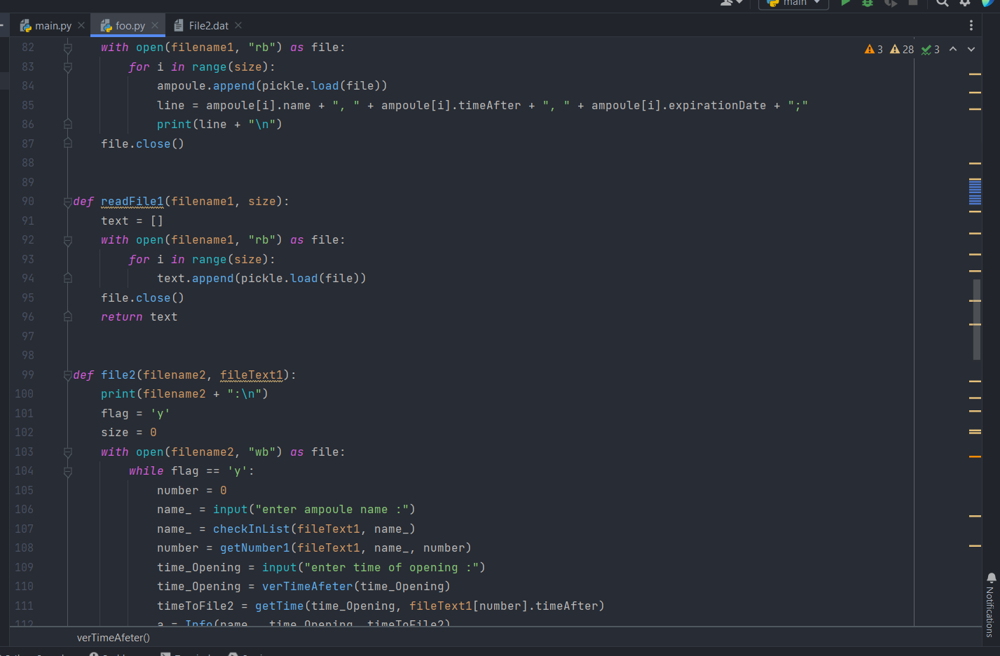 main
main.py
foo.py
File2.dat
3 28 3
82 with open(filename1, "rb") as file:
83 for i in range(size):
84 ampoule.append(pickle.load(file))
85 line = ampoule[i].name + ", " + ampoule[i].timeAfter + ", " + ampoule[i].expirationDate + ";"
86 print(line + "\n")
87 file.close()
88
89
90 def readFile1(filename1, size):
91 text = []
92 with open(filename1, "rb") as file:
93 for i in range(size):
94 text.append(pickle.load(file))
95 file.close()
96 return text
97
98
99 def file2(filename2, fileText1):
100 print(filename2 + ":\n")
101 flag = 'y'
102 size = 0
103 with open(filename2, "wb") as file:
104 while flag == 'y':
105 number = 0
106 name_ = input("enter ampoule name :")
107 name_ = checkInList(fileText1, name_)
108 number = getNumber1(fileText1, name_, number)
109 time_Opening = input("enter time of opening :")
110 time_Opening = verTimeAfeter(time_Opening)
111 timeToFile2 = getTime(time_Opening, fileText1[number].timeAfter)
112 a = Info(name_, time_Opening, timeToFile2)
verTimeAfeter()
Notifications